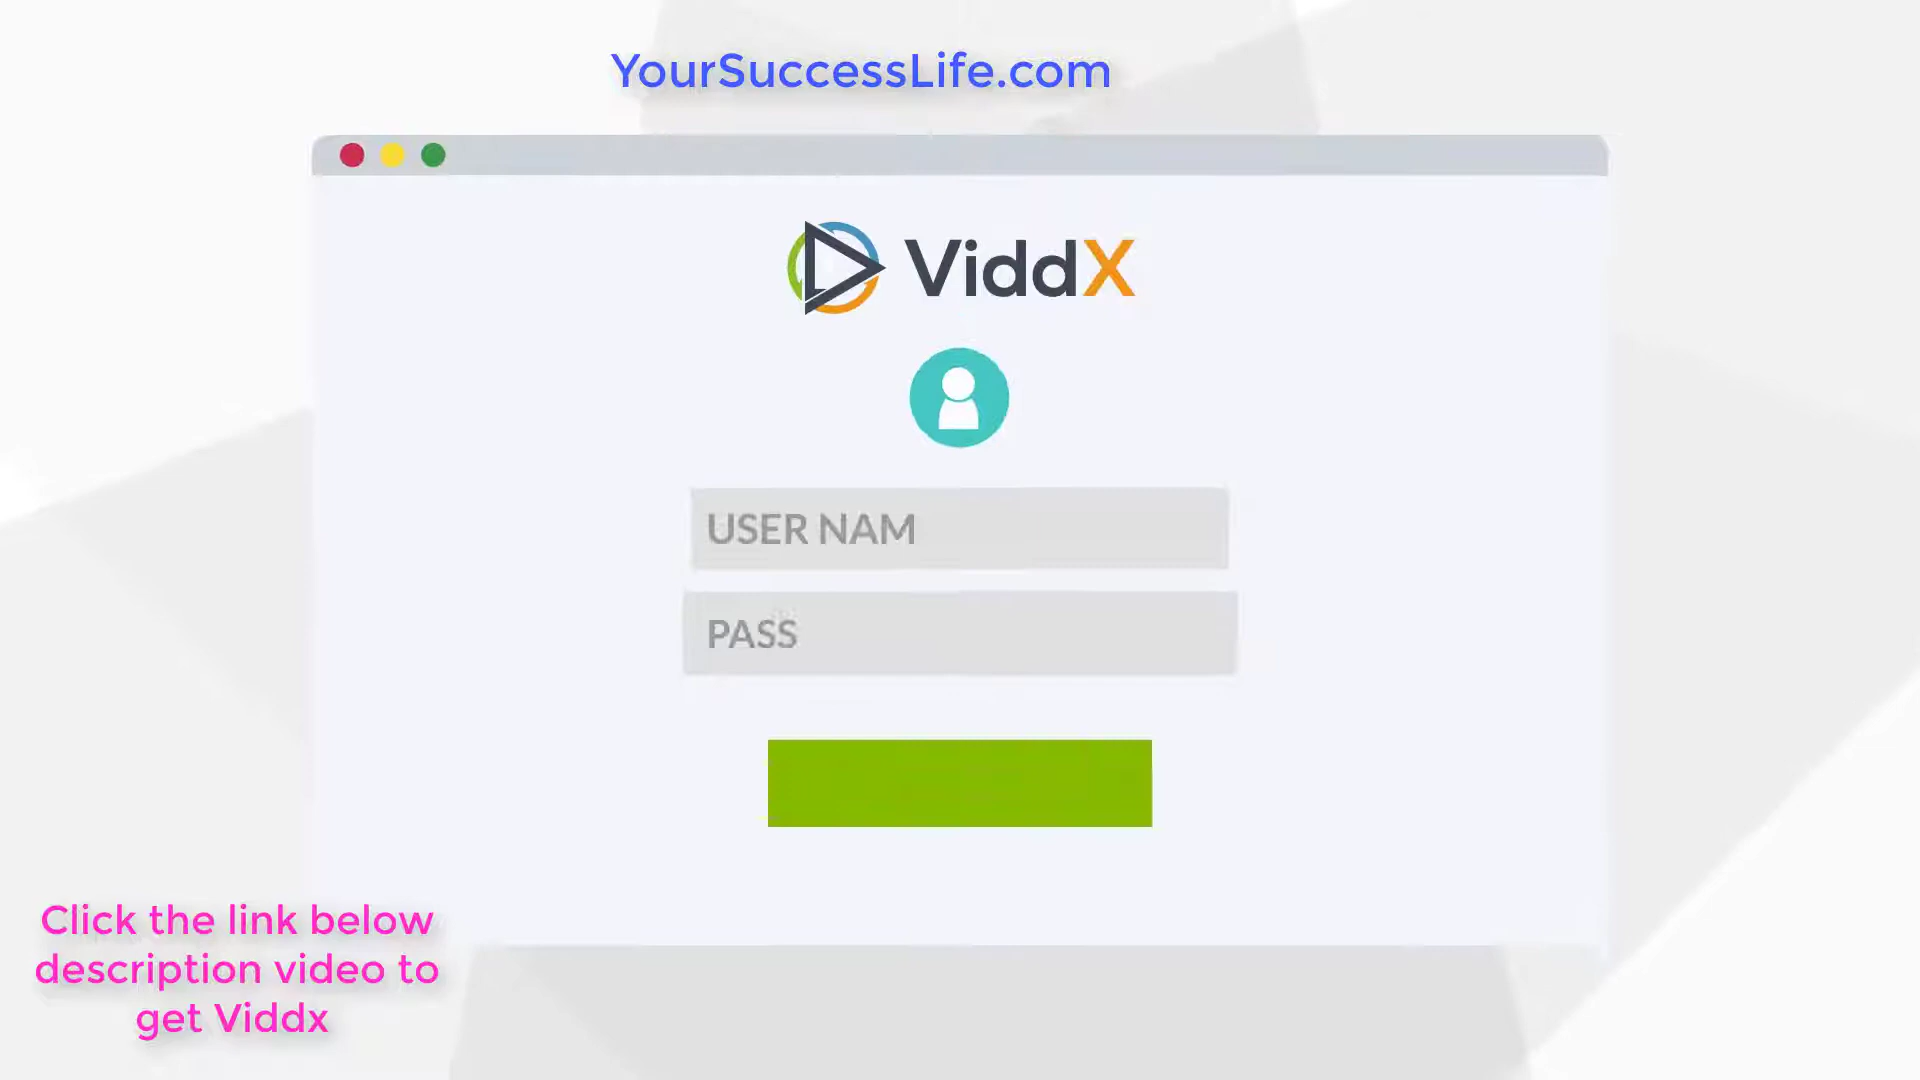 YourSuccessLife.com
ViddX
USER NAM
PASS
Click the link below
description video to
get Viddx